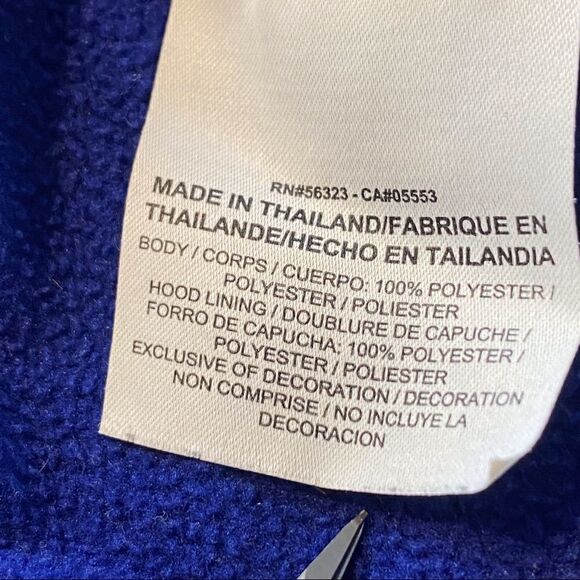 RN#56323 - CA#05553
MADE IN THAILAND/FABRIQUE EN
THAILANDE/HECHO EN TAILANDIA
BODY / CORPS / CUERPO: 100% POLYESTER /
POLYESTER / POLIESTER
HOOD LINING / DOUBLURE DE CAPUCHE /
FORRO DE CAPUCHA: 100% POLYESTER /
POLYESTER / POLIESTER
EXCLUSIVE OF DECORATION / DECORATION
NON COMPRISE / NO INCLUYE LA
DECORACION